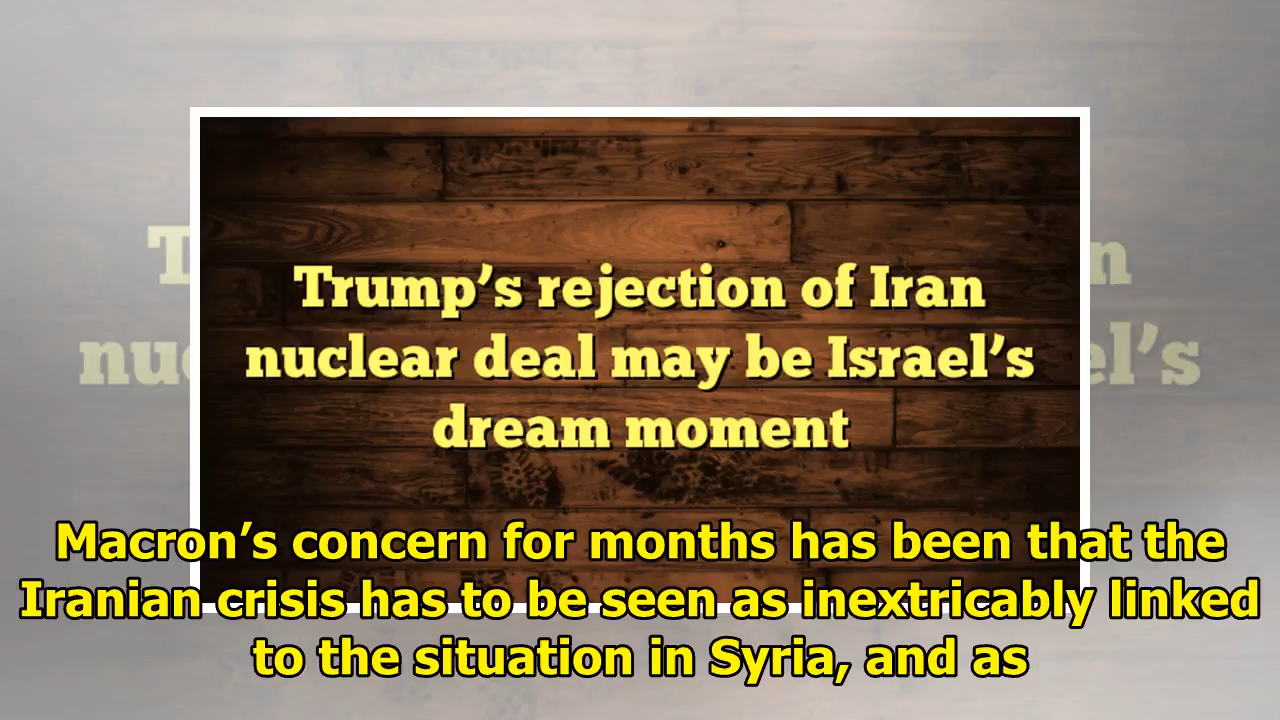 Trump’s rejection of Iran
nuclear deal may be Israel’s
dream moment
Macron’s concern for months has been that the
Iranian crisis has to be seen as inextricably linked
to the situation in Syria, and as